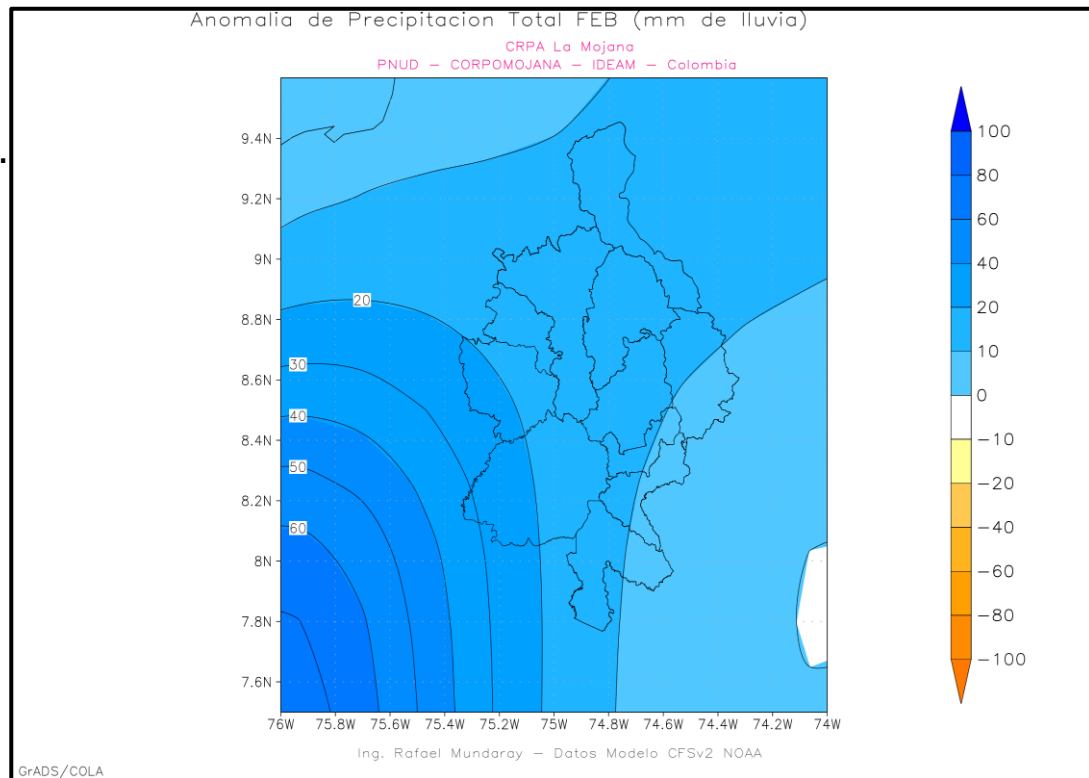 Anomalia de Precipitacion Total FEB (mm de lluvia)
CRPA La Mojana
PNUD – CORPOMOJANA – IDEAM – Colombia
9.4N
9.2N
9N
8.8N
8.6N
8.4N
8.2N
8N
7.8N
7.6N
20
30
40
50
60
76W 75.8W 75.6W 75.4W 75.2W 75W 74.8W 74.6W 74.4W 74.2W 74W
100
80
60
40
20
10
0
−10
−20
−40
−60
−80
−100
Ing. Rafael Mundaray – Datos Modelo CFSv2 NOAA
GrADS/COLA